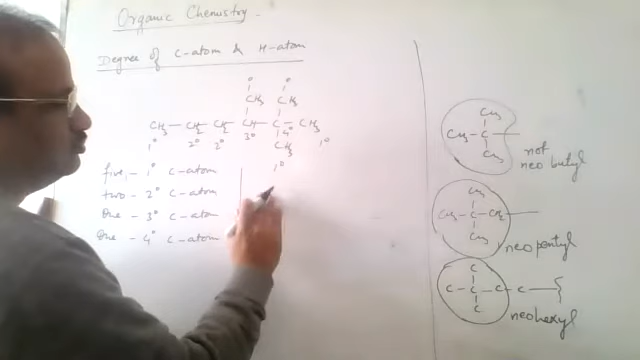 Organic Chemistry.
Degree of C-atom & H-atom
1° 1°
CH3 CH3
CH3 — CH2 — CH2 — CH — C — CH3
1° 2° 2° 3° 4° 1°
CH3
1°
five - 1° C-atom
two - 2° C-atom
One - 3° C-atom
One - 4° C-atom
CH3
CH3 - C —
CH3
not
neo butyl
CH3
CH3 - C - CH2 —
CH3
neopentyl
C
C - C - C - C —
C
neohexyl